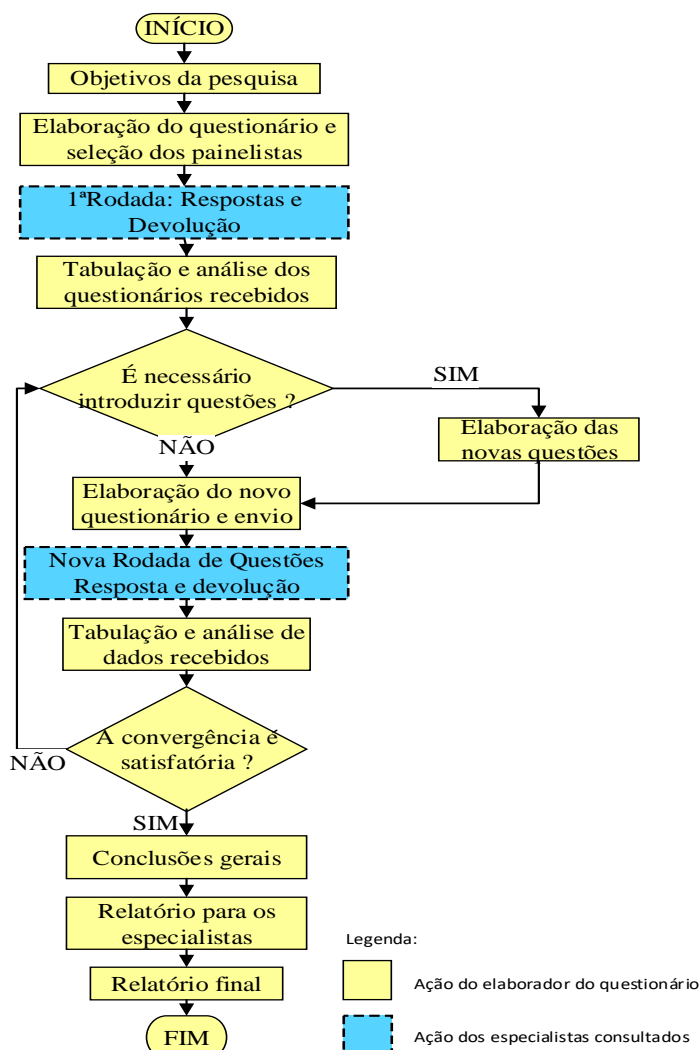 INÍCIO
Objetivos da pesquisa
Elaboração do questionário e
seleção dos painelistas
1ªRodada: Respostas e
Devolução
Tabulação e análise dos
questionários recebidos
É necessário
introduzir questões ?
SIM
NÃO
Elaboração das
novas questões
Elaboração do novo
questionário e envio
Nova Rodada de Questões
Resposta e devolução
Tabulação e análise de
dados recebidos
A convergência é
satisfatória ?
NÃO
SIM
Conclusões gerais
Relatório para os
especialistas
Relatório final
FIM
Legenda:
Ação do elaborador do questionário
Ação dos especialistas consultados